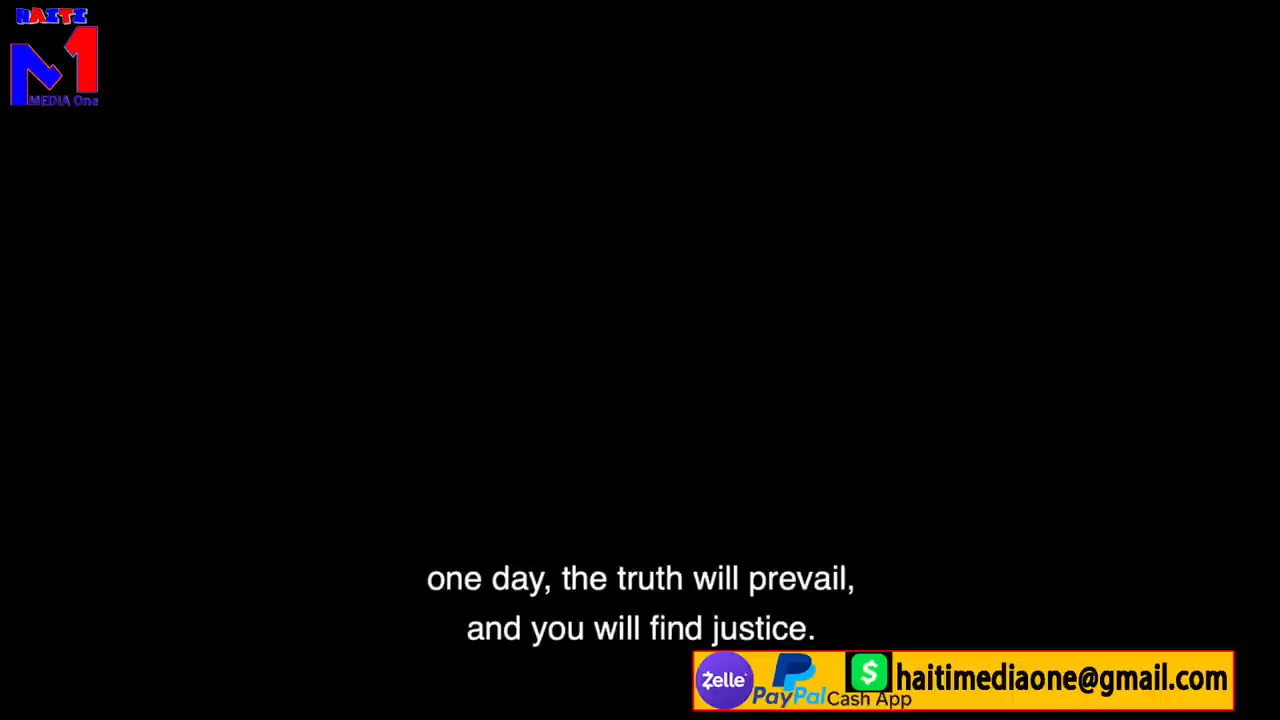 HAITI
M1
MEDIA One
one day, the truth will prevail,
and you will find justice.
Zelle
PayPal
$
Cash App
haitimediaone@gmail.com